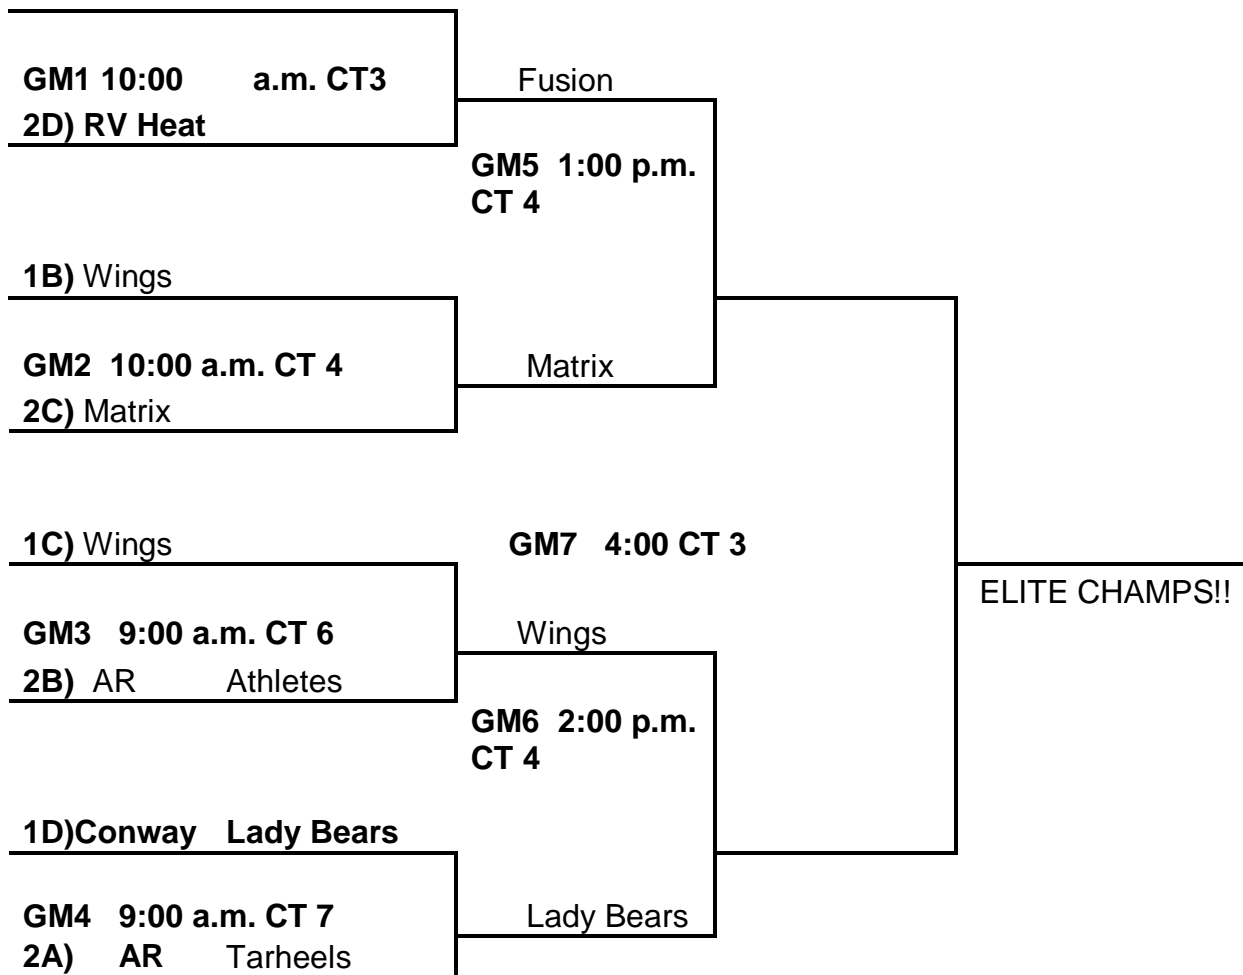 GM1 10:00 a.m. CT3
Fusion
2D) RV Heat
GM5 1:00 p.m.
CT 4
1B) Wings
GM2 10:00 a.m. CT 4
Matrix
2C) Matrix
1C) Wings
GM7 4:00 CT 3
ELITE CHAMPS!!
GM3 9:00 a.m. CT 6
Wings
2B) AR Athletes
GM6 2:00 p.m.
CT 4
1D)Conway Lady Bears
GM4 9:00 a.m. CT 7
Lady Bears
2A) AR Tarheels